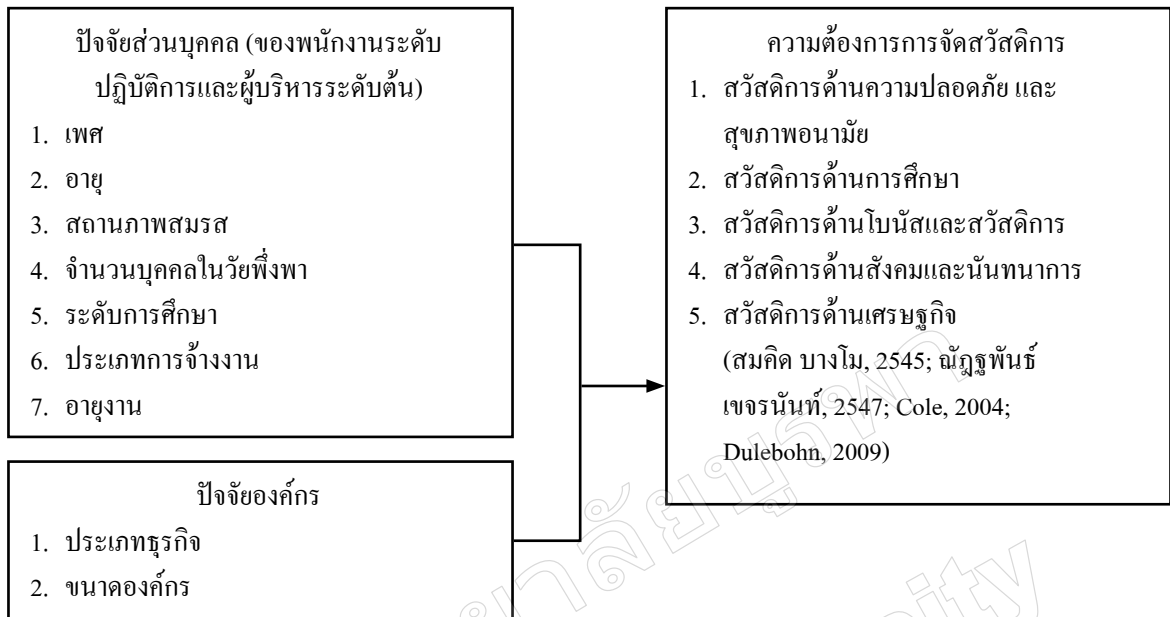 ปัจจัยส่วนบุคคล (ของพนักงานระดับ
ปฏิบัติการและผู้บริหารระดับต้น)
1. เพศ
2. อายุ
3. สถานภาพสมรส
4. จำนวนบุคคลในวัยพึ่งพา
5. ระดับการศึกษา
6. ประเภทการจ้างงาน
7. อายุงาน
ปัจจัยองค์กร
1. ประเภทธุรกิจ
2. ขนาดองค์กร
ความต้องการการจัดสวัสดิการ
1. สวัสดิการด้านความปลอดภัย และ
สุขภาพอนามัย
2. สวัสดิการด้านการศึกษา
3. สวัสดิการด้านโบนัสและสวัสดิการ
4. สวัสดิการด้านสังคมและนันทนาการ
5. สวัสดิการด้านเศรษฐกิจ
(สมคิด บางโม, 2545; ณัฏฐพันธ์
เขจรนันท์, 2547; Cole, 2004;
Dulebohn, 2009)